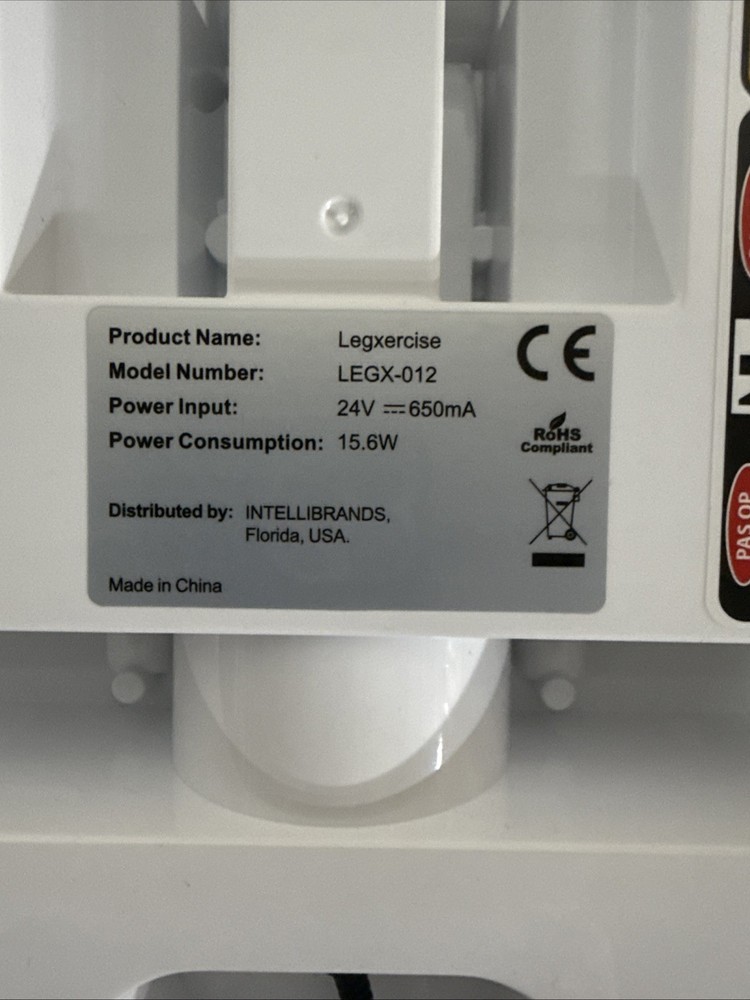 Product Name: Legxercise
Model Number: LEGX-012
Power Input: 24V ⎓ 650mA
Power Consumption: 15.6W
Distributed by: INTELLIBRANDS,
Florida, USA.
Made in China
CE
RoHS
Compliant
PAS OP